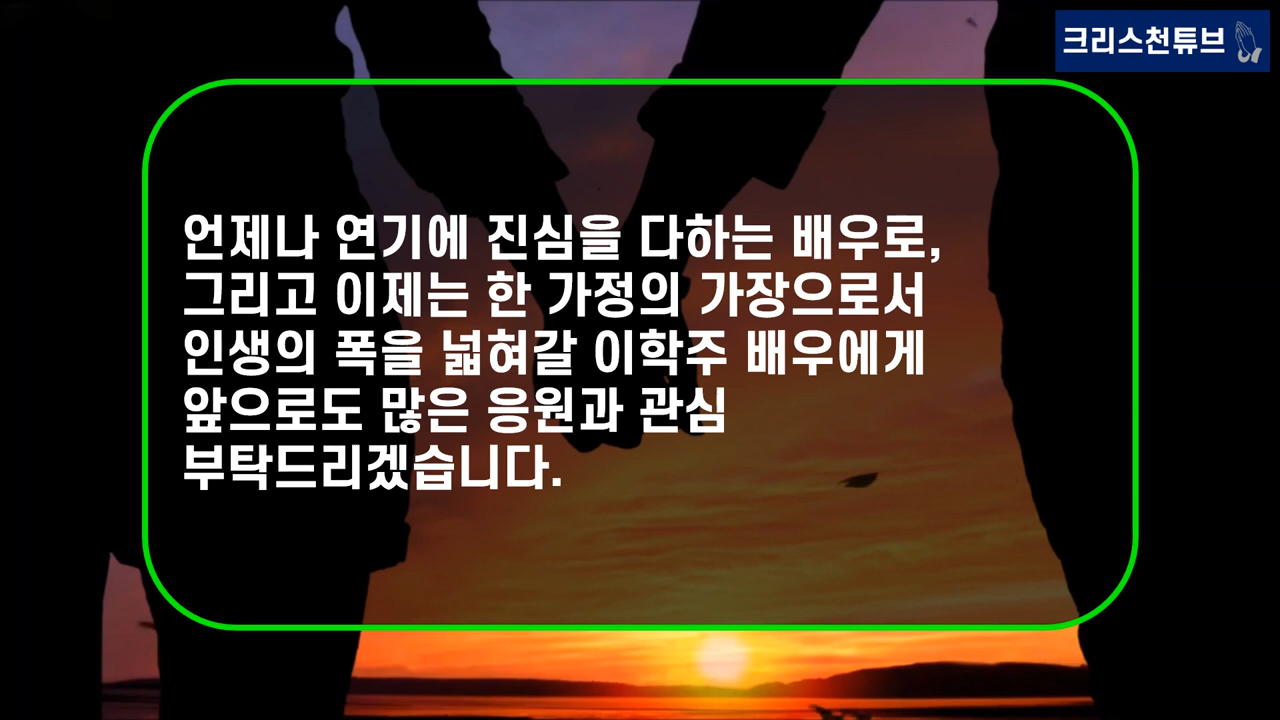 크리스천튜브
언제나 연기에 진심을 다하는 배우로,
그리고 이제는 한 가정의 가장으로서
인생의 폭을 넓혀갈 이학주 배우에게
앞으로도 많은 응원과 관심
부탁드리겠습니다.